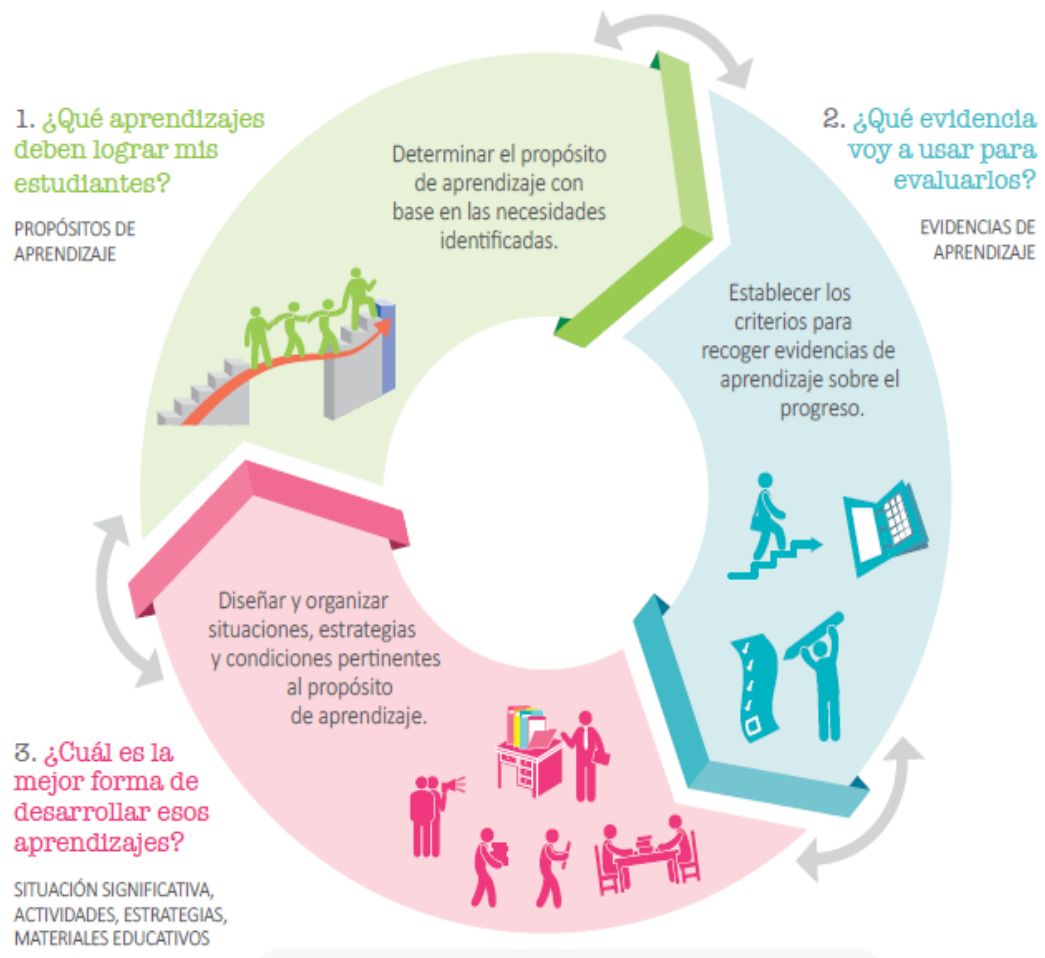 1. ¿Qué aprendizajes
deben lograr mis
estudiantes?
PROPÓSITOS DE
APRENDIZAJE
Determinar el propósito
de aprendizaje con
base en las necesidades
identificadas.
2. ¿Qué evidencia
voy a usar para
evaluarlos?
EVIDENCIAS DE
APRENDIZAJE
Establecer los
criterios para
recoger evidencias de
aprendizaje sobre el
progreso.
Diseñar y organizar
situaciones, estrategias
y condiciones pertinentes
al propósito
de aprendizaje.
3. ¿Cuál es la
mejor forma de
desarrollar esos
aprendizajes?
SITUACIÓN SIGNIFICATIVA,
ACTIVIDADES, ESTRATEGIAS,
MATERIALES EDUCATIVOS